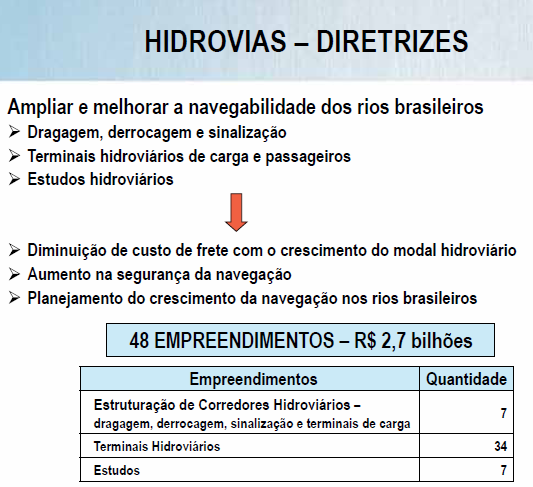 HIDROVIAS – DIRETRIZES
Ampliar e melhorar a navegabilidade dos rios brasileiros
➢ Dragagem, derrocagem e sinalização
➢ Terminais hidroviários de carga e passageiros
➢ Estudos hidroviários
➢ Diminuição de custo de frete com o crescimento do modal hidroviário
➢ Aumento na segurança da navegação
➢ Planejamento do crescimento da navegação nos rios brasileiros
48 EMPREENDIMENTOS – R$ 2,7 bilhões
Empreendimentos Quantidade
Estruturação de Corredores Hidroviários –
dragagem, derrocagem, sinalização e terminais de carga 7
Terminais Hidroviários 34
Estudos 7